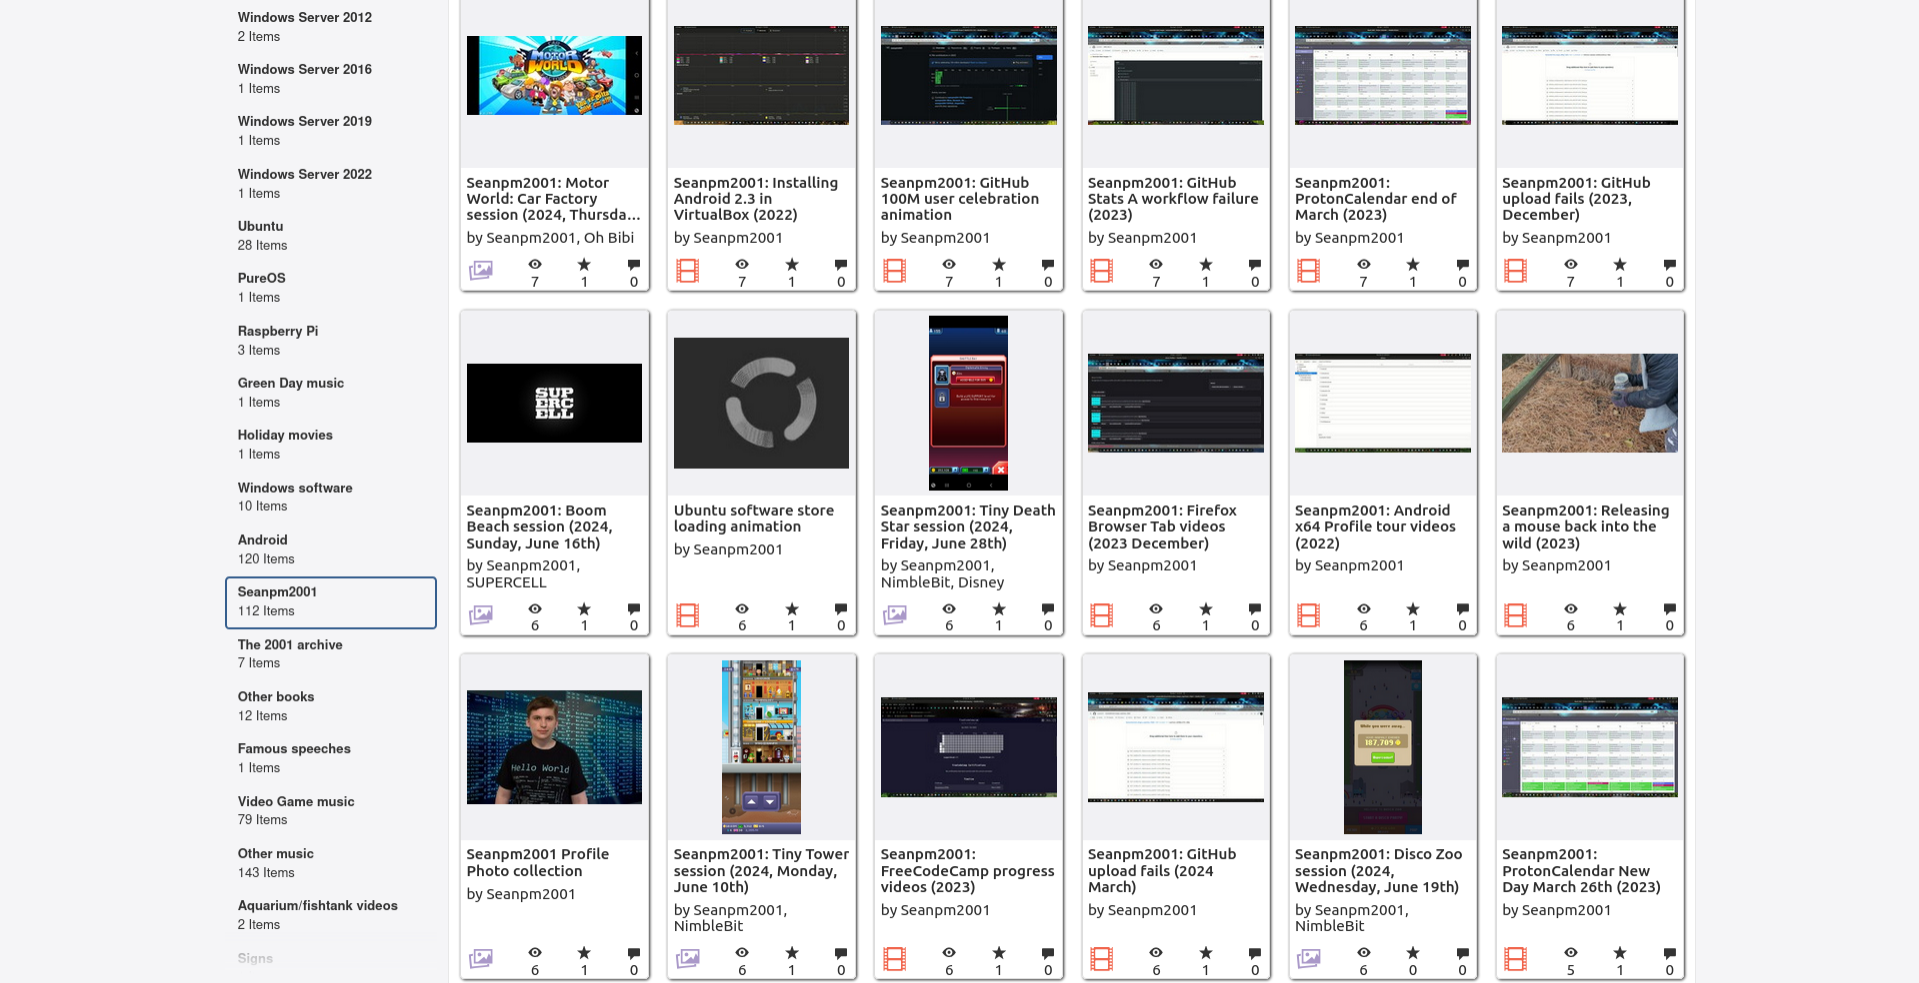 Windows Server 2012
2 Items
Windows Server 2016
1 Items
Windows Server 2019
1 Items
Windows Server 2022
1 Items
Ubuntu
28 Items
PureOS
1 Items
Raspberry Pi
3 Items
Green Day music
1 Items
Holiday movies
1 Items
Windows software
10 Items
Android
120 Items
Seanpm2001
112 Items
The 2001 archive
7 Items
Other books
12 Items
Famous speeches
1 Items
Video Game music
79 Items
Other music
143 Items
Aquarium/fishtank videos
2 Items
Signs
MOTOR
WORLD
Seanpm2001: Motor
World: Car Factory
session (2024, Thursda...
by Seanpm2001, Oh Bibi
7 1 0
Seanpm2001: Installing
Android 2.3 in
VirtualBox (2022)
by Seanpm2001
7 1 0
Seanpm2001: GitHub
100M user celebration
animation
by Seanpm2001
7 1 0
Seanpm2001: GitHub
Stats A workflow failure
(2023)
by Seanpm2001
7 1 0
Seanpm2001:
ProtonCalendar end of
March (2023)
by Seanpm2001
7 1 0
Seanpm2001: GitHub
upload fails (2023,
December)
by Seanpm2001
7 1 0
SUP
ERC
ELL
Seanpm2001: Boom
Beach session (2024,
Sunday, June 16th)
by Seanpm2001,
SUPERCELL
6 1 0
Ubuntu software store
loading animation
by Seanpm2001
6 1 0
Seanpm2001: Tiny Death
Star session (2024,
Friday, June 28th)
by Seanpm2001,
NimbleBit, Disney
6 1 0
Seanpm2001: Firefox
Browser Tab videos
(2023 December)
by Seanpm2001
6 1 0
Seanpm2001: Android
x64 Profile tour videos
(2022)
by Seanpm2001
6 1 0
Seanpm2001: Releasing
a mouse back into the
wild (2023)
by Seanpm2001
6 1 0
Hello World
Seanpm2001 Profile
Photo collection
by Seanpm2001
6 1 0
Seanpm2001: Tiny Tower
session (2024, Monday,
June 10th)
by Seanpm2001,
NimbleBit
6 1 0
Seanpm2001:
FreeCodeCamp progress
videos (2023)
by Seanpm2001
6 1 0
Seanpm2001: GitHub
upload fails (2024
March)
by Seanpm2001
6 1 0
While you were away...
187,709
Seanpm2001: Disco Zoo
session (2024,
Wednesday, June 19th)
by Seanpm2001,
NimbleBit
6 0 0
Seanpm2001:
ProtonCalendar New
Day March 26th (2023)
by Seanpm2001
5 1 0